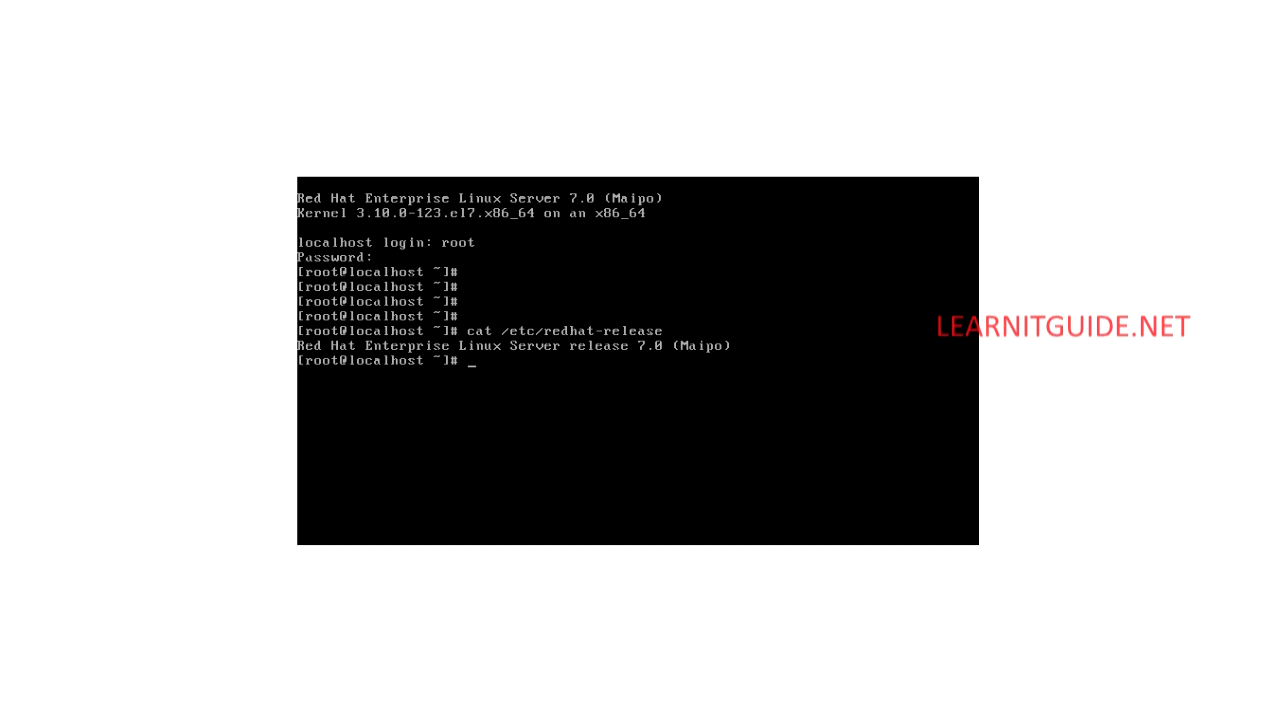 Red Hat Enterprise Linux Server 7.0 (Maipo)
Kernel 3.10.0-123.el7.x86_64 on an x86_64
localhost login: root
Password:
[root@localhost ~]#
[root@localhost ~]#
[root@localhost ~]#
[root@localhost ~]#
[root@localhost ~]# cat /etc/redhat-release
Red Hat Enterprise Linux Server release 7.0 (Maipo)
[root@localhost ~]# _
LEARNITGUIDE.NET